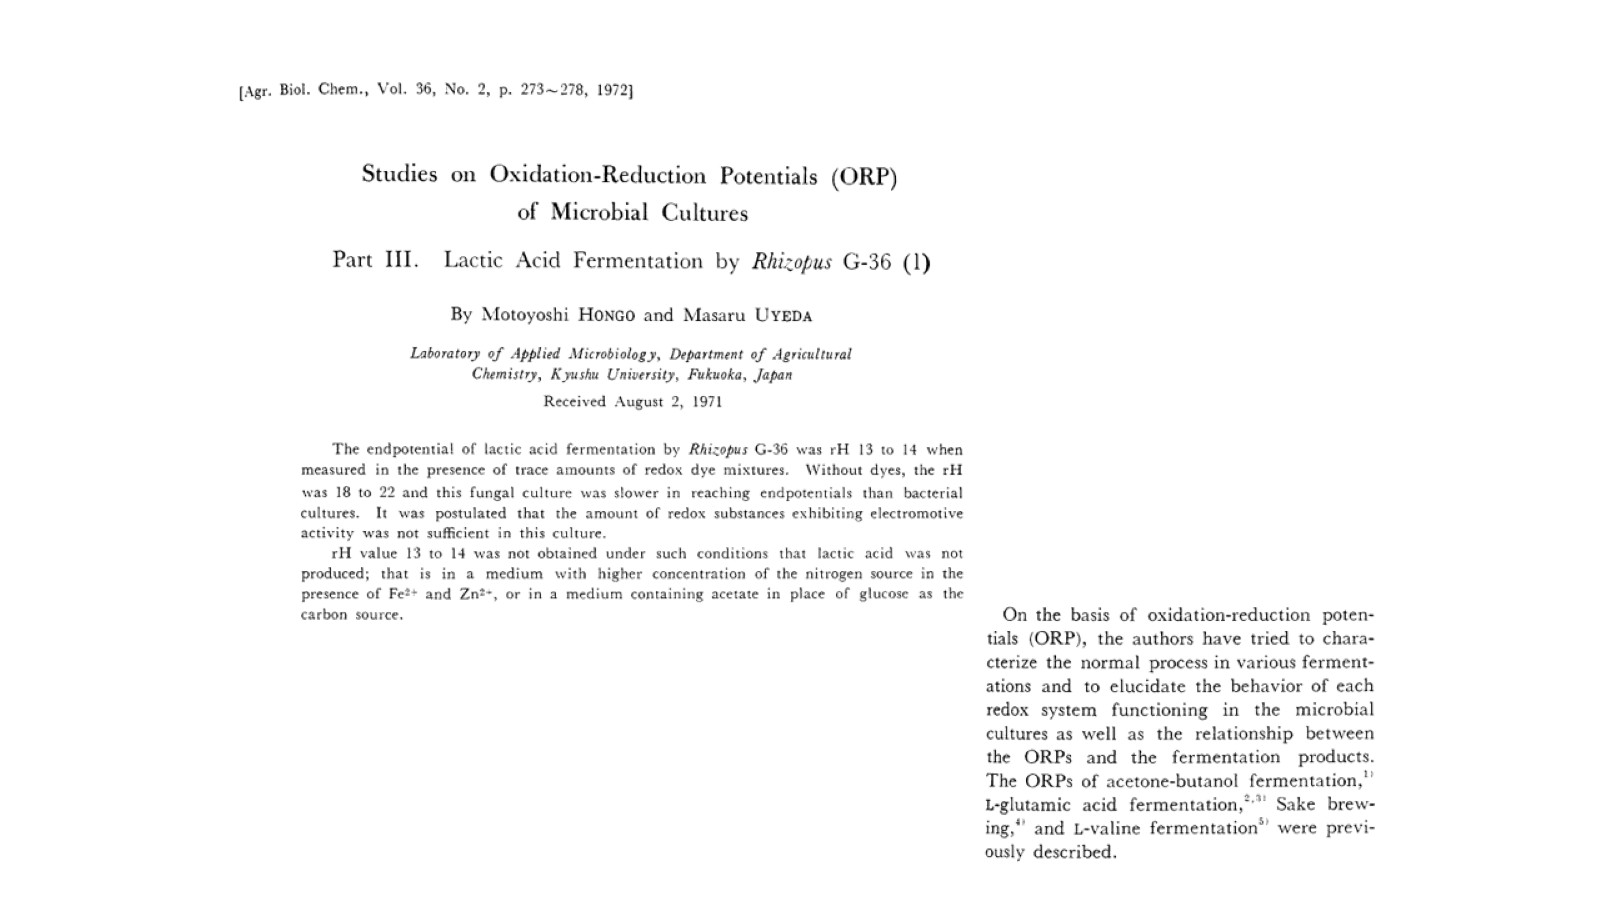 [Agr. Biol. Chem., Vol. 36, No. 2, p. 273~278, 1972]
Studies on Oxidation-Reduction Potentials (ORP)
of Microbial Cultures
Part III. Lactic Acid Fermentation by Rhizopus G-36 (1)
By Motoyoshi HONGO and Masaru UYEDA
Laboratory of Applied Microbiology, Department of Agricultural
Chemistry, Kyushu University, Fukuoka, Japan
Received August 2, 1971
The endpotential of lactic acid fermentation by Rhizopus G-36 was rH 13 to 14 when
measured in the presence of trace amounts of redox dye mixtures. Without dyes, the rH
was 18 to 22 and this fungal culture was slower in reaching endpotentials than bacterial
cultures. It was postulated that the amount of redox substances exhibiting electromotive
activity was not sufficient in this culture.
rH value 13 to 14 was not obtained under such conditions that lactic acid was not
produced; that is in a medium with higher concentration of the nitrogen source in the
presence of Fe²⁺ and Zn²⁺, or in a medium containing acetate in place of glucose as the
carbon source.
On the basis of oxidation-reduction poten-
tials (ORP), the authors have tried to chara-
cterize the normal process in various ferment-
ations and to elucidate the behavior of each
redox system functioning in the microbial
cultures as well as the relationship between
the ORPs and the fermentation products.
The ORPs of acetone-butanol fermentation,¹⁾
L-glutamic acid fermentation,²,³⁾ Sake brew-
ing,⁴⁾ and L-valine fermentation⁵⁾ were previ-
ously described.